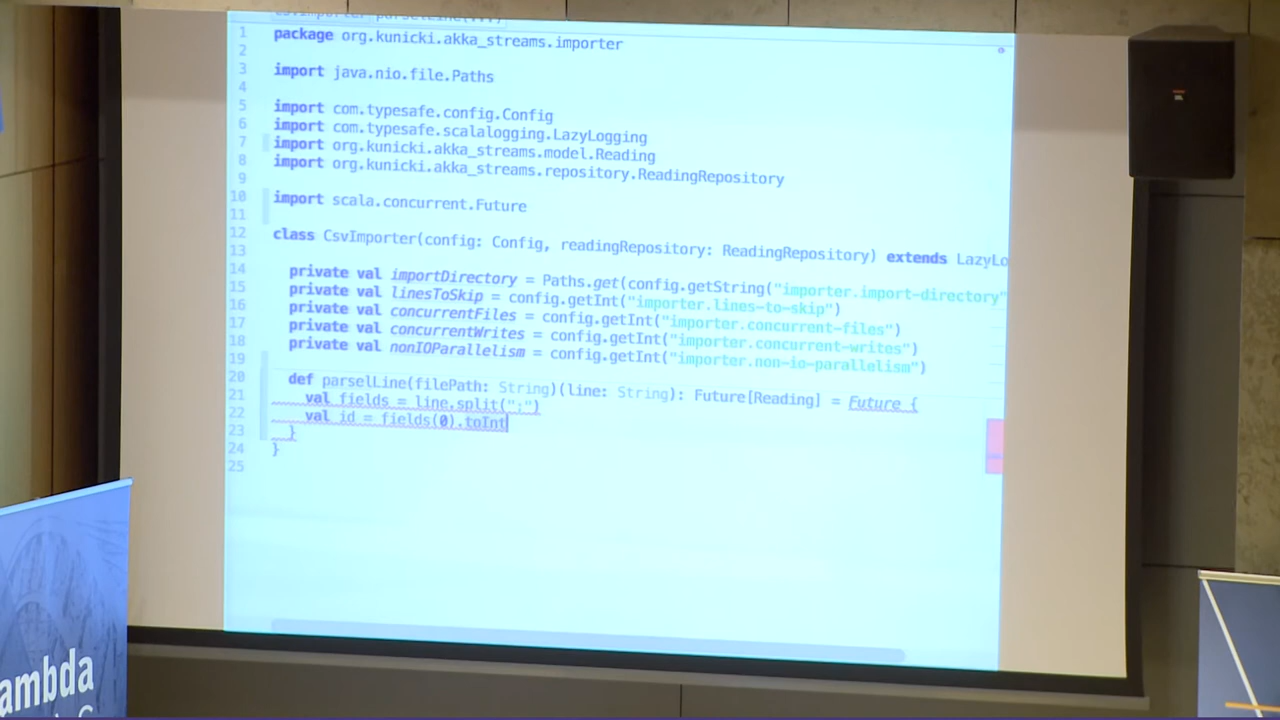 CsvImporter parseLine(...)
1 package org.kunicki.akka_streams.importer
2
3 import java.nio.file.Paths
4
5 import com.typesafe.config.Config
6 import com.typesafe.scalalogging.LazyLogging
7 import org.kunicki.akka_streams.model.Reading
8 import org.kunicki.akka_streams.repository.ReadingRepository
9
10 import scala.concurrent.Future
11
12 class CsvImporter(config: Config, readingRepository: ReadingRepository) extends LazyLo
13
14 private val importDirectory = Paths.get(config.getString("importer.import-directory"
15 private val linesToSkip = config.getInt("importer.lines-to-skip")
16 private val concurrentFiles = config.getInt("importer.concurrent-files")
17 private val concurrentWrites = config.getInt("importer.concurrent-writes")
18 private val nonIOParallelism = config.getInt("importer.non-io-parallelism")
19
20 def parselLine(filePath: String)(line: String): Future[Reading] = Future {
21 val fields = line.split(";")
22 val id = fields(0).toInt
23 }
24 }
25
ambda